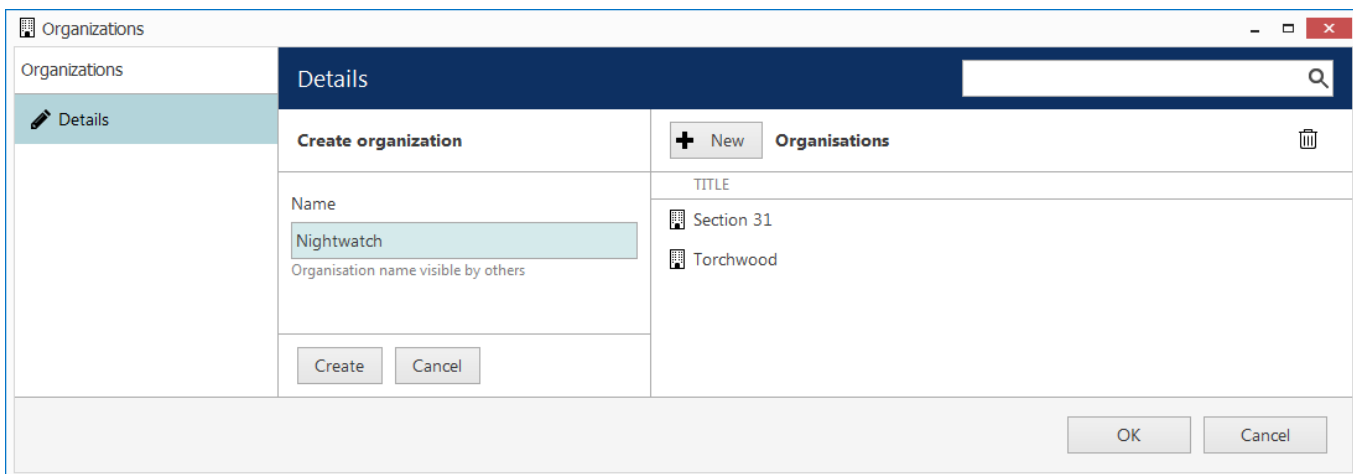 Organizations
Organizations
Details
Details
Create organization
New
Organisations
TITLE
Name
Nightwatch
Organisation name visible by others
Section 31
Torchwood
Create
Cancel
OK
Cancel